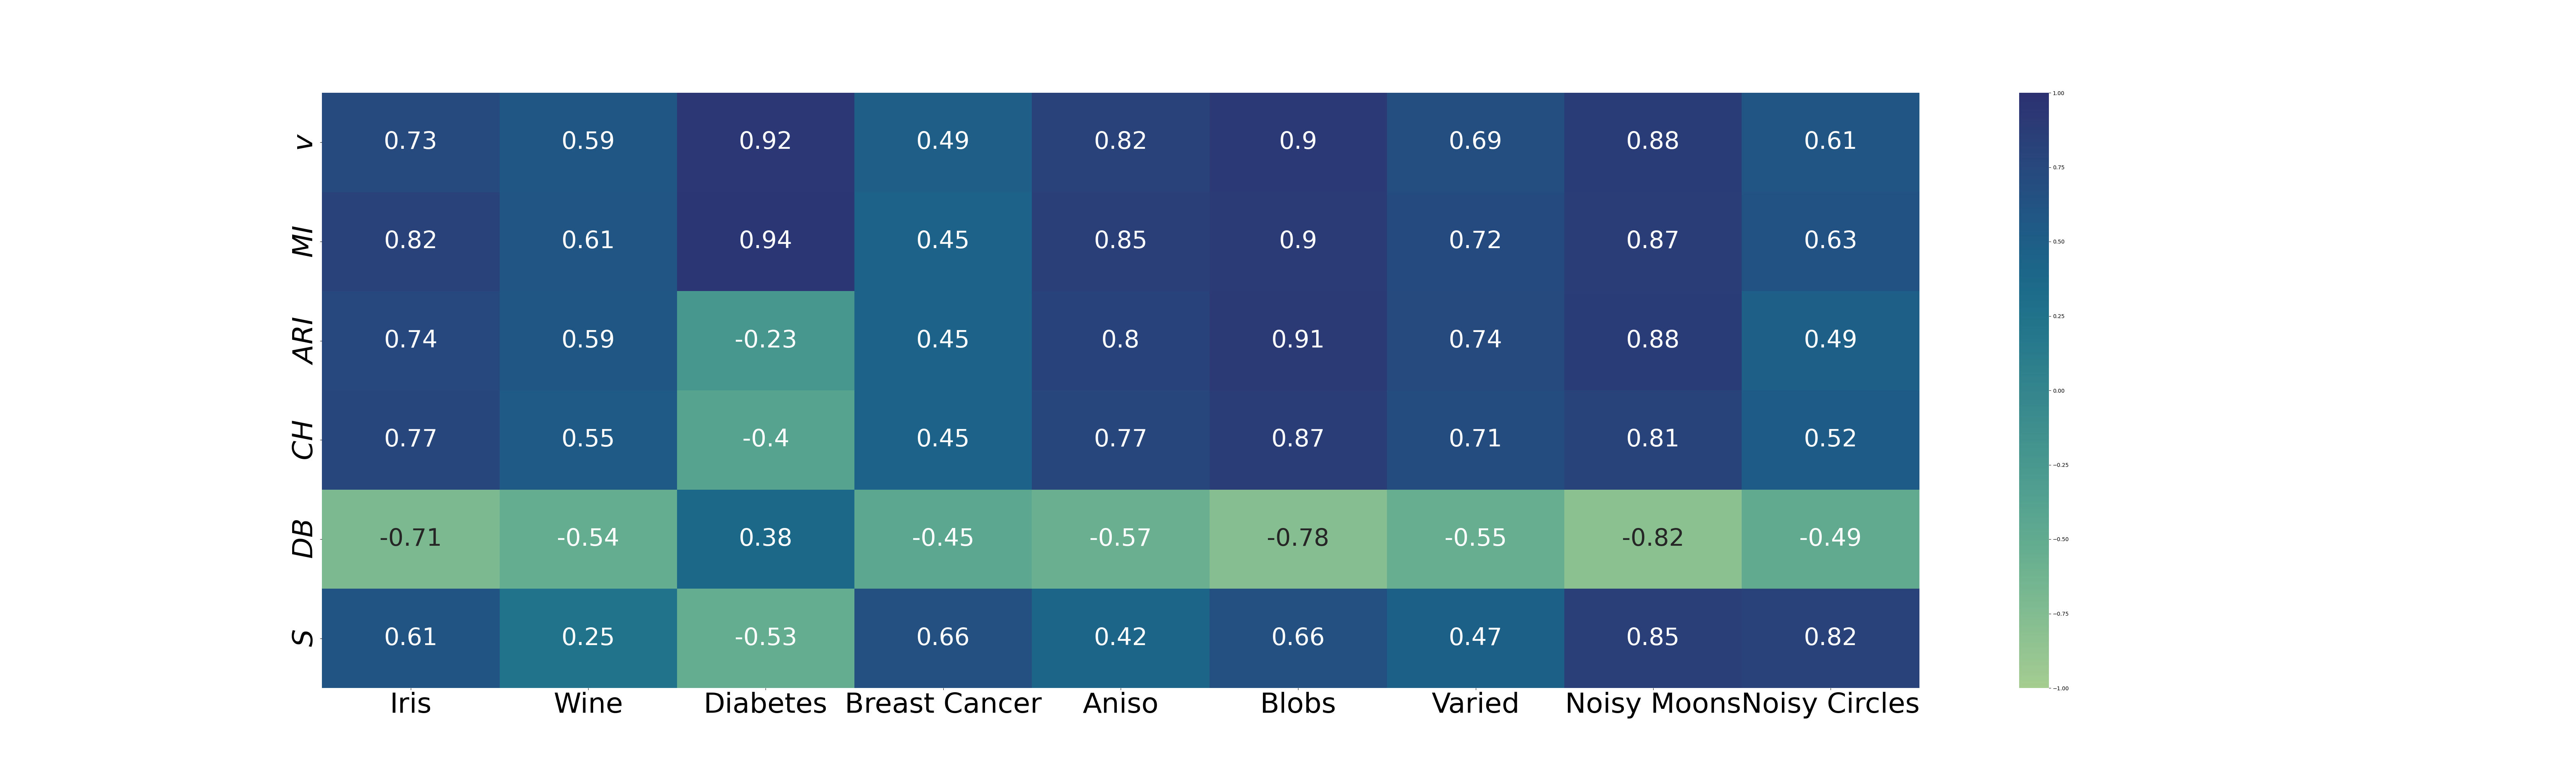 v 0.73 0.59 0.92 0.49 0.82 0.9 0.69 0.88 0.61
MI 0.82 0.61 0.94 0.45 0.85 0.9 0.72 0.87 0.63
ARI 0.74 0.59 -0.23 0.45 0.8 0.91 0.74 0.88 0.49
CH 0.77 0.55 -0.4 0.45 0.77 0.87 0.71 0.81 0.52
DB -0.71 -0.54 0.38 -0.45 -0.57 -0.78 -0.55 -0.82 -0.49
S 0.61 0.25 -0.53 0.66 0.42 0.66 0.47 0.85 0.82
Iris Wine Diabetes Breast Cancer Aniso Blobs Varied Noisy Moons Noisy Circles
1.00
0.75
0.50
0.25
0.00
−0.25
−0.50
−0.75
−1.00